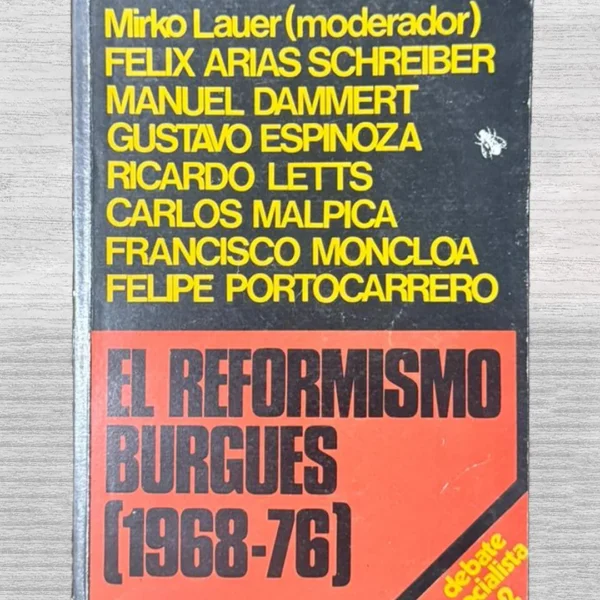 Mirko Lauer (moderador)
FELIX ARIAS SCHREIBER
MANUEL DAMMERT
GUSTAVO ESPINOZA
RICARDO LETTS
CARLOS MALPICA
FRANCISCO MONCLOA
FELIPE PORTOCARRERO
EL REFORMISMO
BURGUES
(1968-76)
debate